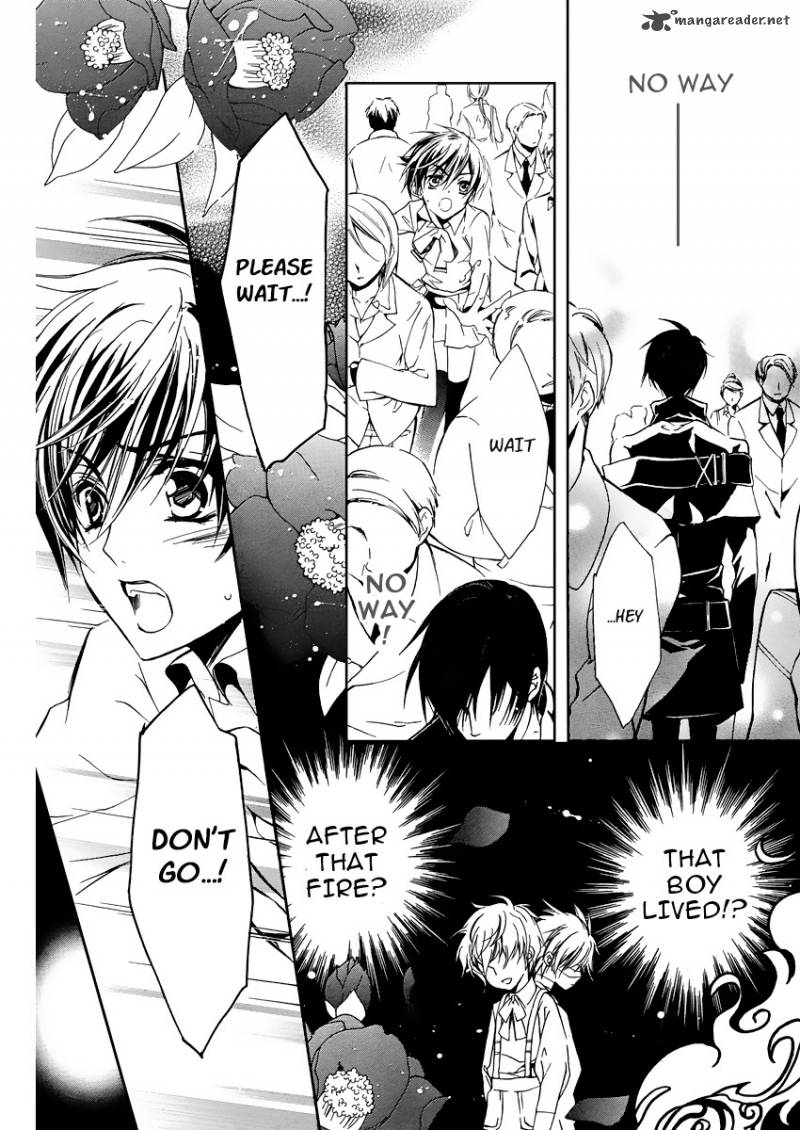 mangareader.net
NO WAY
...HEY
WAIT
NO
WAY
!
PLEASE
WAIT...!
THAT
BOY
LIVED!?
AFTER
THAT
FIRE?
DON'T
GO...!
XII